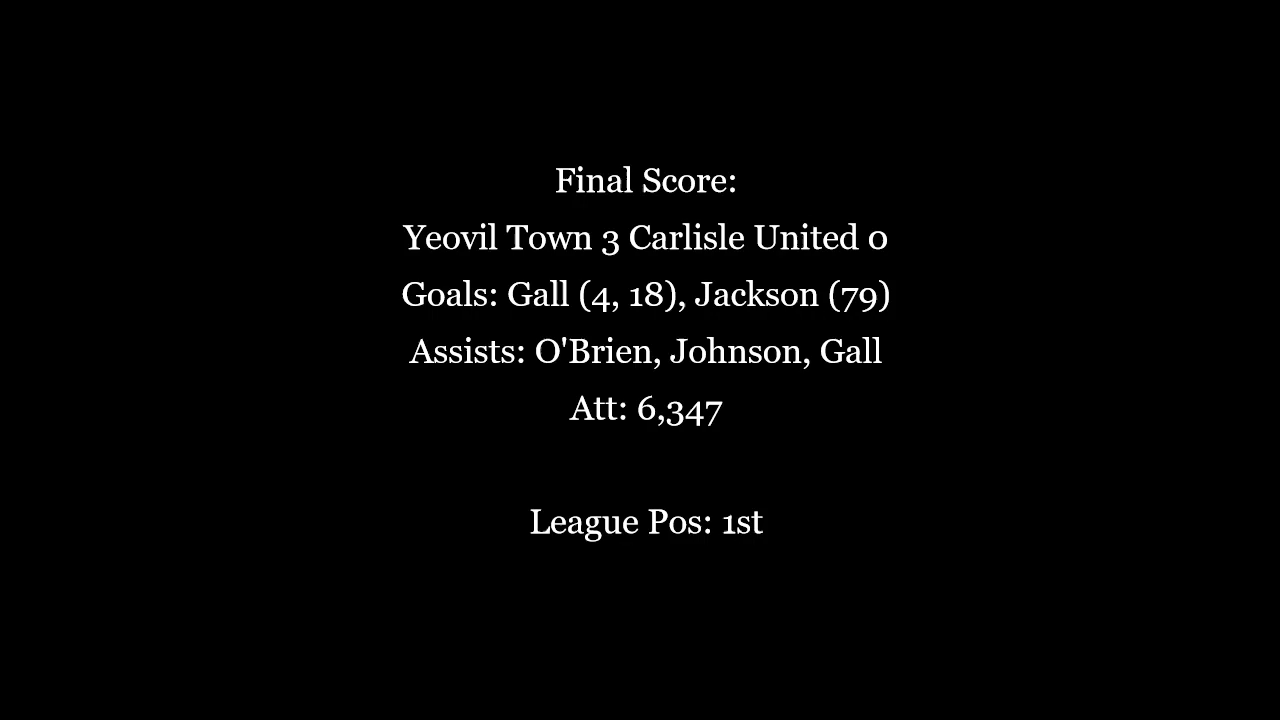 Final Score:
Yeovil Town 3 Carlisle United 0
Goals: Gall (4, 18), Jackson (79)
Assists: O'Brien, Johnson, Gall
Att: 6,347
League Pos: 1st